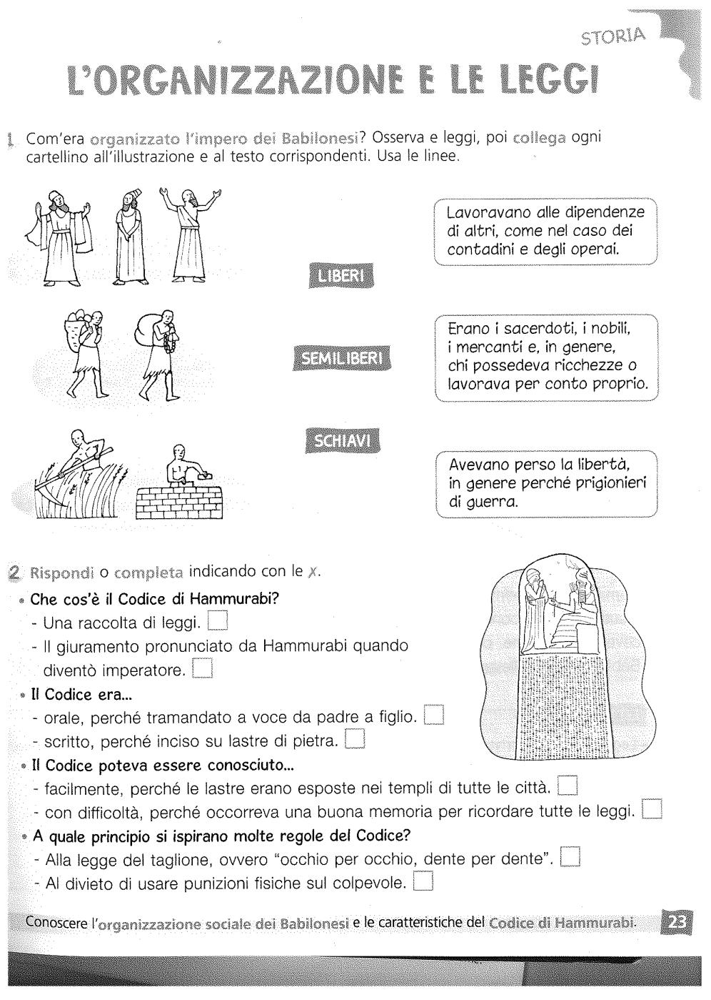 STORIA
L'ORGANIZZAZIONE E LE LEGGI
1 Com'era organizzato l'impero dei Babilonesi? Osserva e leggi, poi collega ogni
cartellino all'illustrazione e al testo corrispondenti. Usa le linee.
Lavoravano alle dipendenze
di altri, come nel caso dei
contadini e degli operai.
LIBERI
Erano i sacerdoti, i nobili,
i mercanti e, in genere,
chi possedeva ricchezze o
lavorava per conto proprio.
SEMILIBERI
SCHIAVI
Avevano perso la libertà,
in genere perché prigionieri
di guerra.
2 Rispondi o completa indicando con le x.
• Che cos'è il Codice di Hammurabi?
- Una raccolta di leggi.
- Il giuramento pronunciato da Hammurabi quando
diventò imperatore.
• Il Codice era...
- orale, perché tramandato a voce da padre a figlio.
- scritto, perché inciso su lastre di pietra.
• Il Codice poteva essere conosciuto...
- facilmente, perché le lastre erano esposte nei templi di tutte le città.
- con difficoltà, perché occorreva una buona memoria per ricordare tutte le leggi.
• A quale principio si ispirano molte regole del Codice?
- Alla legge del taglione, ovvero “occhio per occhio, dente per dente”.
- Al divieto di usare punizioni fisiche sul colpevole.
Conoscere l'organizzazione sociale dei Babilonesi e le caratteristiche del Codice di Hammurabi.
23